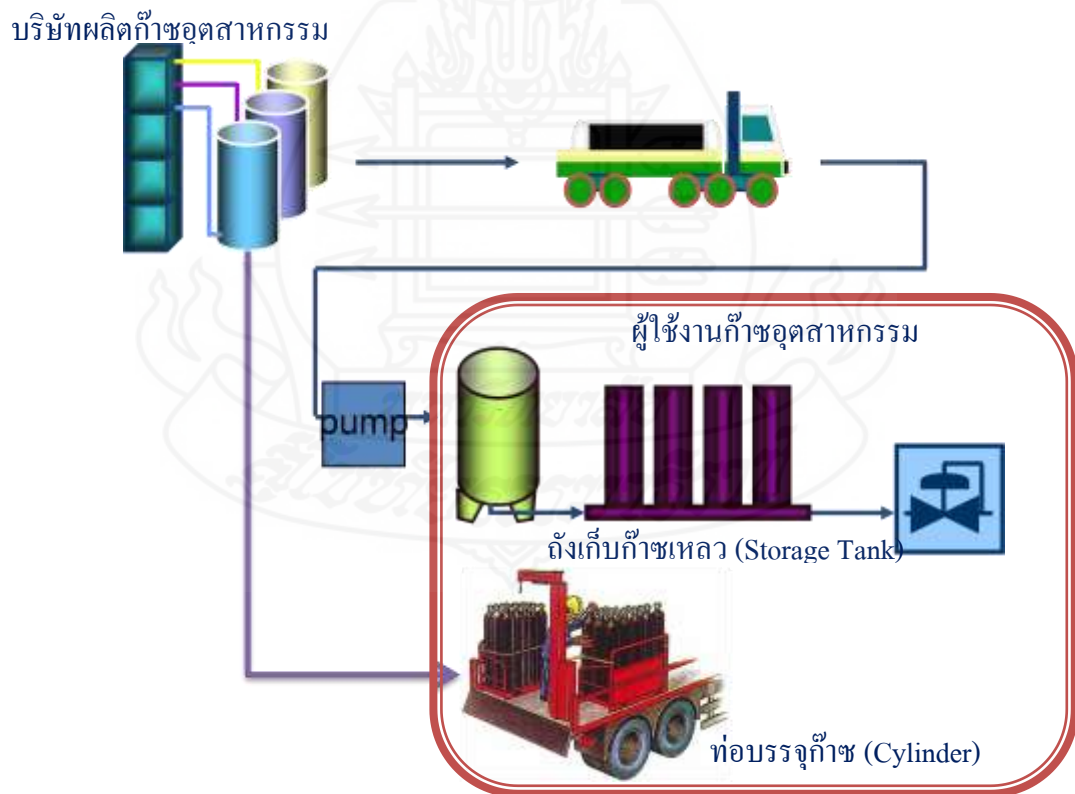 บริษัทผลิตก๊าซอุตสาหกรรม
ผู้ใช้งานก๊าซอุตสาหกรรม
pump
ถังเก็บก๊าซเหลว (Storage Tank)
ท่อบรรจุก๊าซ (Cylinder)